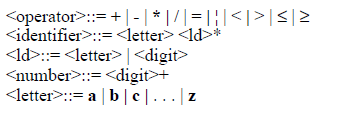 <operator>::= + | - | * | / | = | ¦ | < | > | ≤ | ≥
<identifier>::= <letter> <ld>*
<ld>::= <letter> | <digit>
<number>::= <digit>+
<letter>::= a | b | c | . . . | z